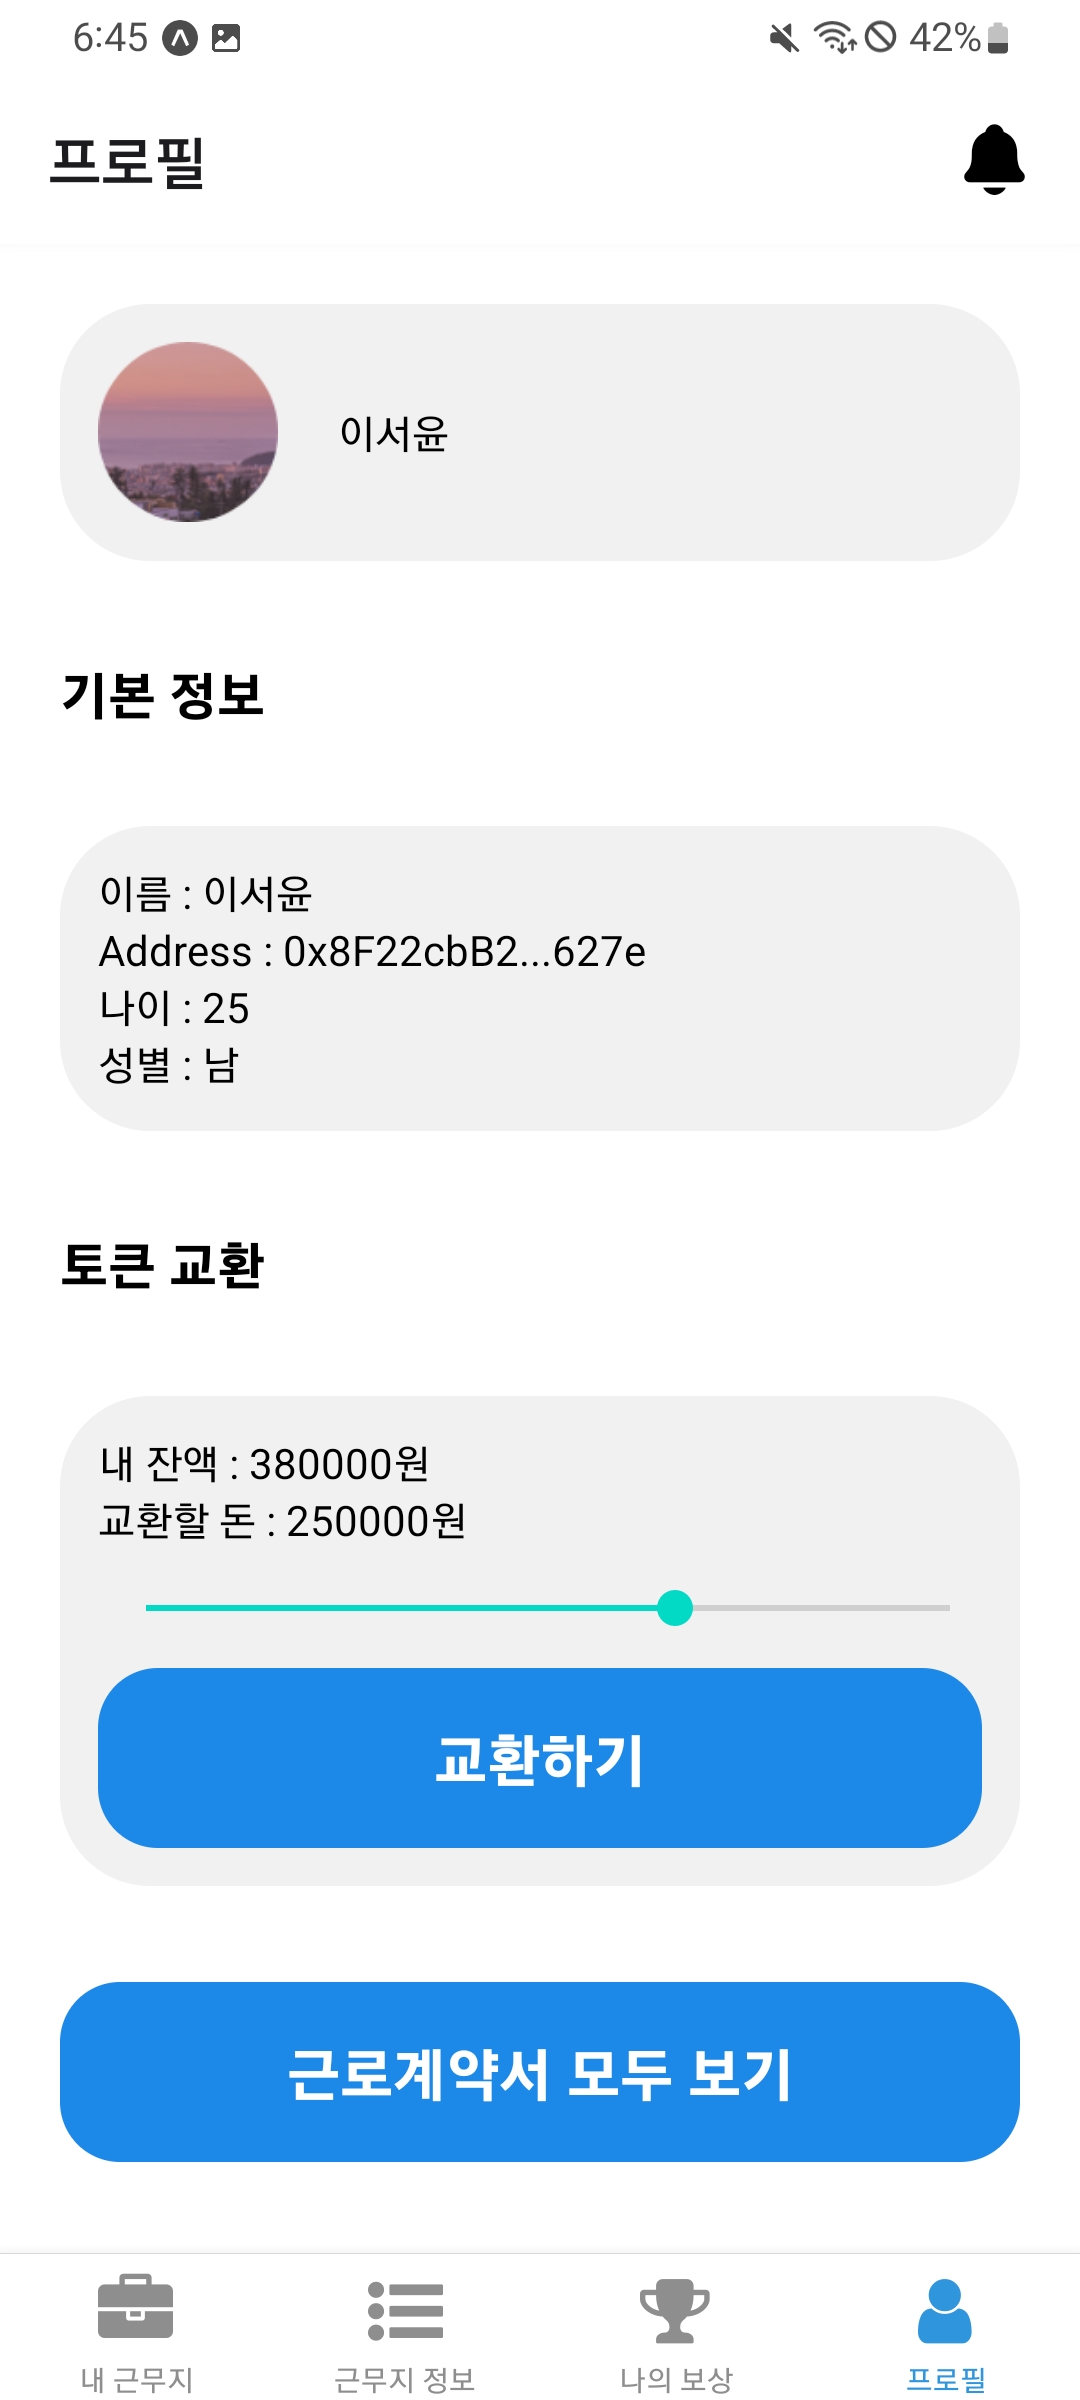 6:45
42%
프로필
이서윤
기본 정보
이름 : 이서윤
Address : 0x8F22cbB2...627e
나이 : 25
성별 : 남
토큰 교환
내 잔액 : 380000원
교환할 돈 : 250000원
교환하기
근로계약서 모두 보기
내 근무지
근무지 정보
나의 보상
프로필